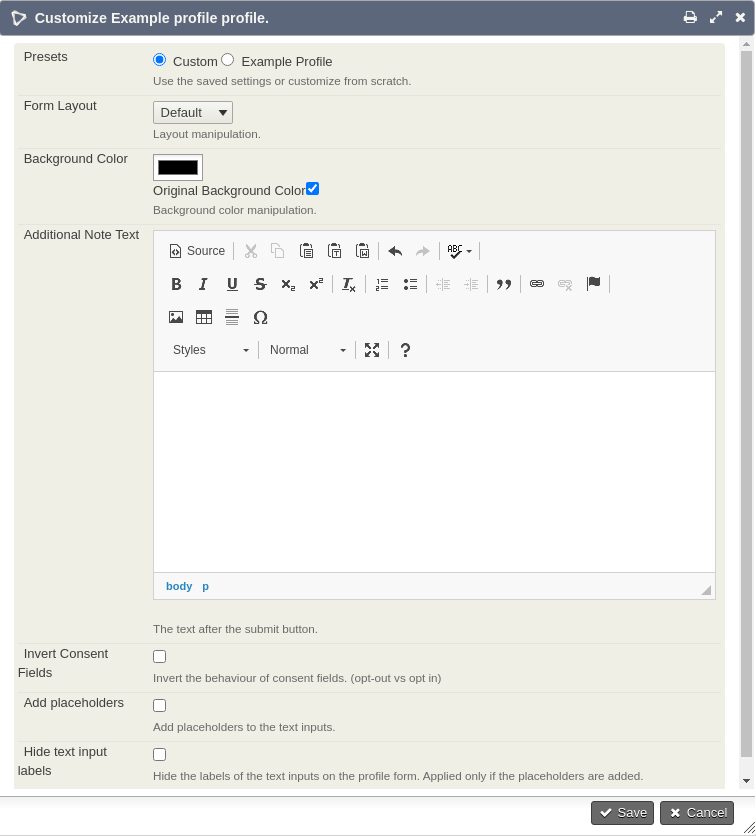 Customize Example profile profile.
Presets
Custom Example Profile
Use the saved settings or customize from scratch.
Form Layout
Default
Layout manipulation.
Background Color
Original Background Color
Background color manipulation.
Additional Note Text
Source
ABC
B I U S x₂ x² Tx
Ω
Styles Normal ?
body p
The text after the submit button.
Invert Consent
Fields
Invert the behaviour of consent fields. (opt-out vs opt in)
Add placeholders
Add placeholders to the text inputs.
Hide text input
labels
Hide the labels of the text inputs on the profile form. Applied only if the placeholders are added.
Save Cancel